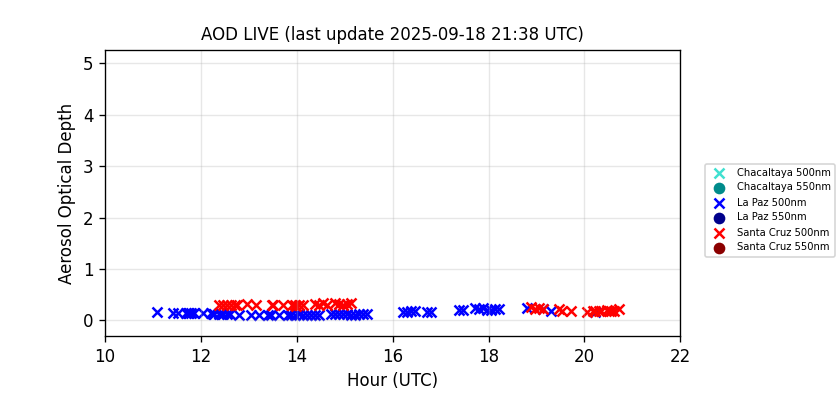 AOD LIVE (last update 2025-09-18 21:38 UTC)
5
4
3
2
1
0
Aerosol Optical Depth
10 12 14 16 18 20 22
Hour (UTC)
Chacaltaya 500nm
Chacaltaya 550nm
La Paz 500nm
La Paz 550nm
Santa Cruz 500nm
Santa Cruz 550nm